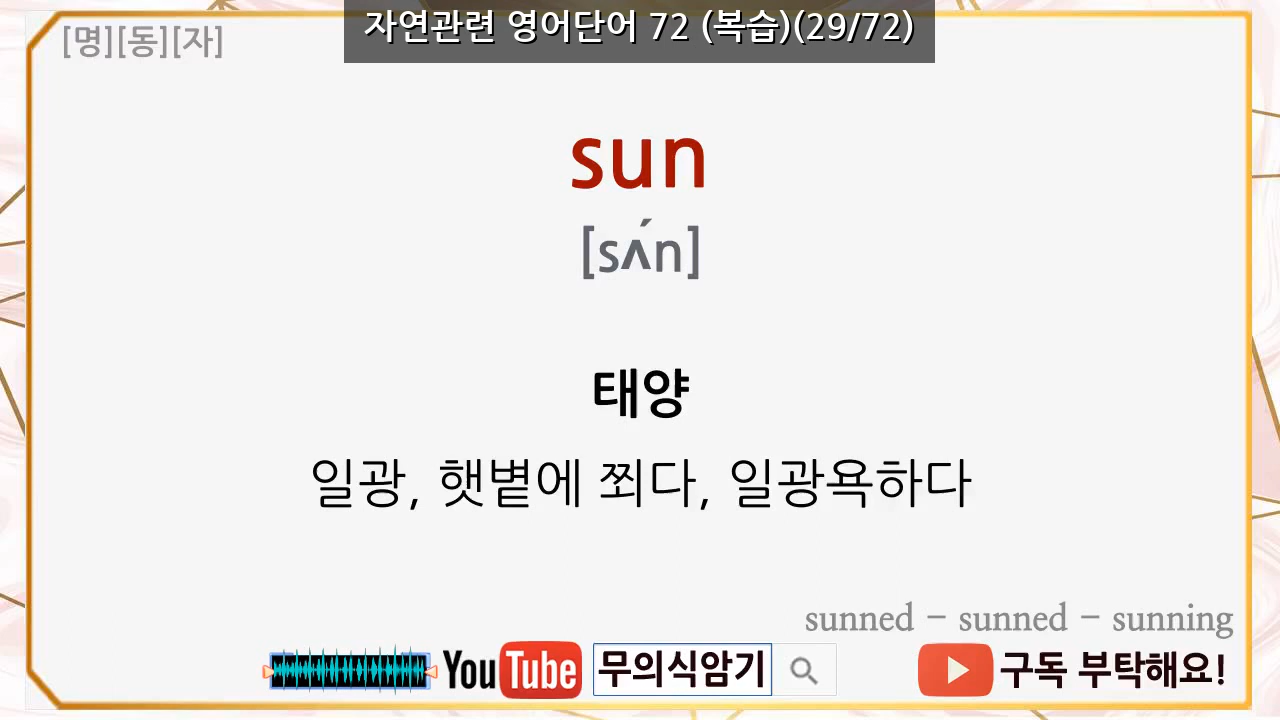 자연관련 영어단어 72 (복습)(29/72)
[명][동][자]
sun
[sʌ́n]
태양
일광, 햇볕에 쬐다, 일광욕하다
sunned - sunned - sunning
YouTube 무의식암기 구독 부탁해요!